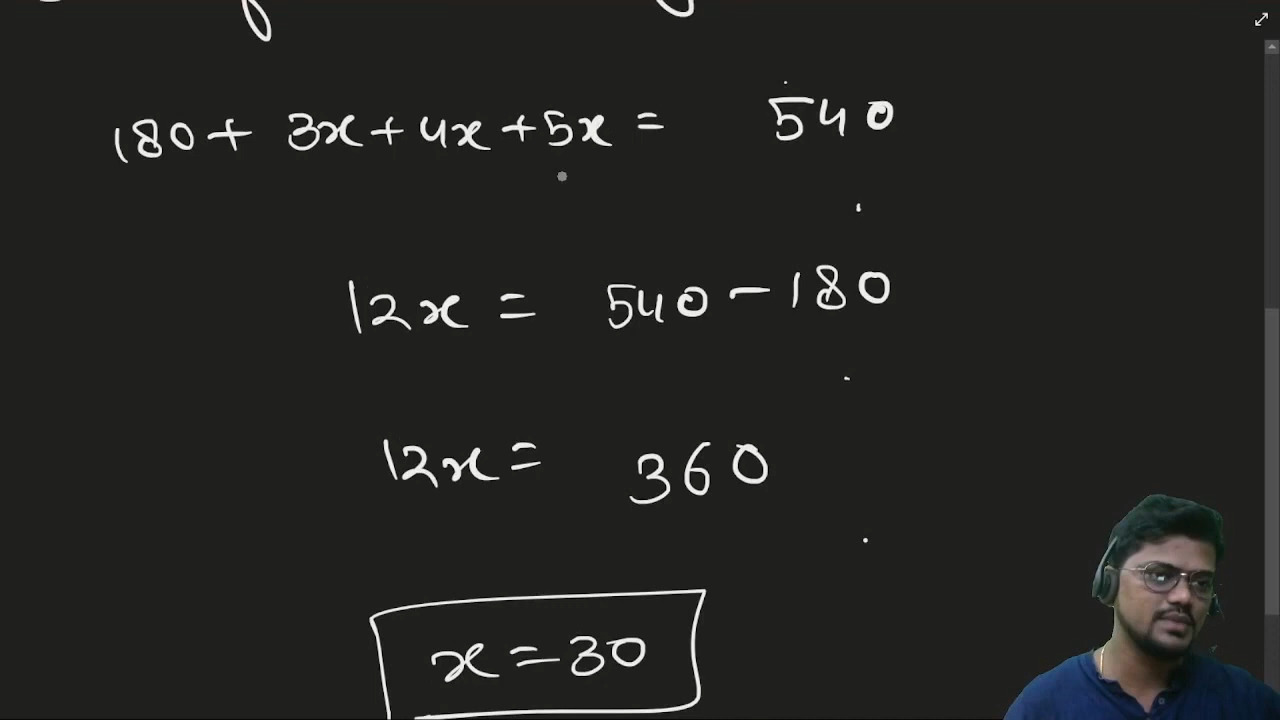 180 + 3x + 4x + 5x = 540
12x = 540 - 180
12x = 360
x = 30